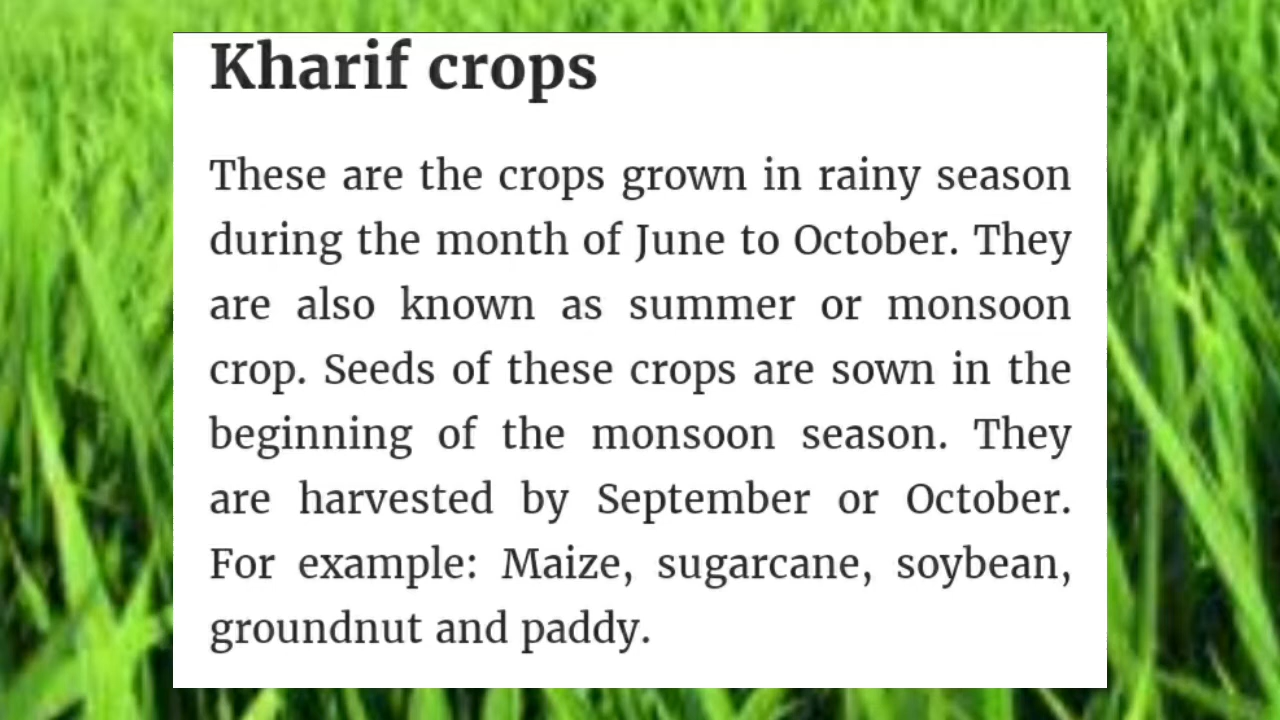 Kharif crops
These are the crops grown in rainy season
during the month of June to October. They
are also known as summer or monsoon
crop. Seeds of these crops are sown in the
beginning of the monsoon season. They
are harvested by September or October.
For example: Maize, sugarcane, soybean,
groundnut and paddy.